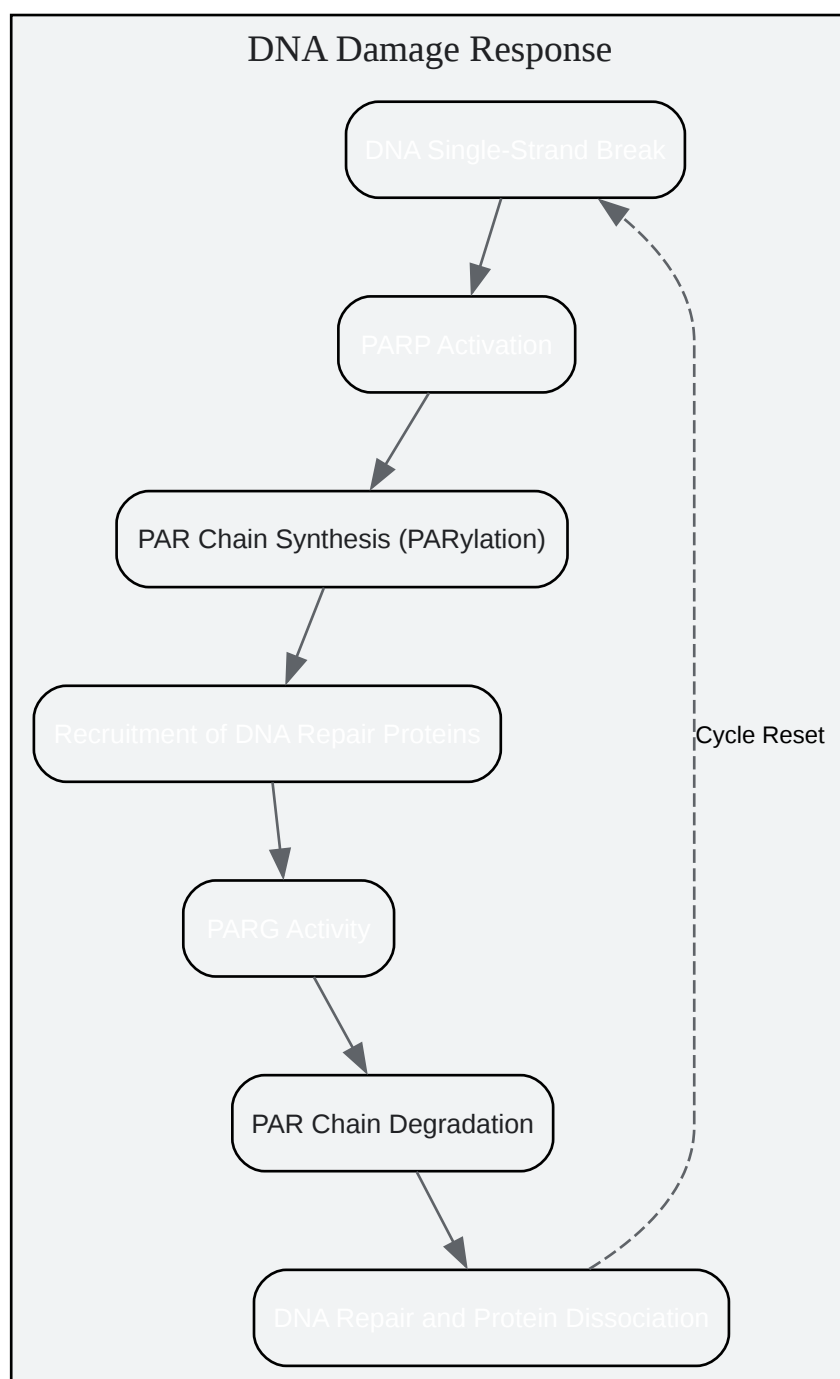 DNA Damage Response
DNA Single-Strand Break
PARP Activation
PAR Chain Synthesis (PARylation)
Recruitment of DNA Repair Proteins
Cycle Reset
PARG Activity
PAR Chain Degradation
DNA Repair and Protein Dissociation